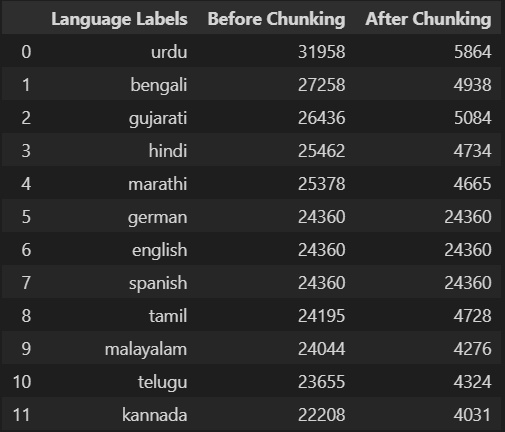 Language Labels Before Chunking After Chunking
0 urdu 31958 5864
1 bengali 27258 4938
2 gujarati 26436 5084
3 hindi 25462 4734
4 marathi 25378 4665
5 german 24360 24360
6 english 24360 24360
7 spanish 24360 24360
8 tamil 24195 4728
9 malayalam 24044 4276
10 telugu 23655 4324
11 kannada 22208 4031